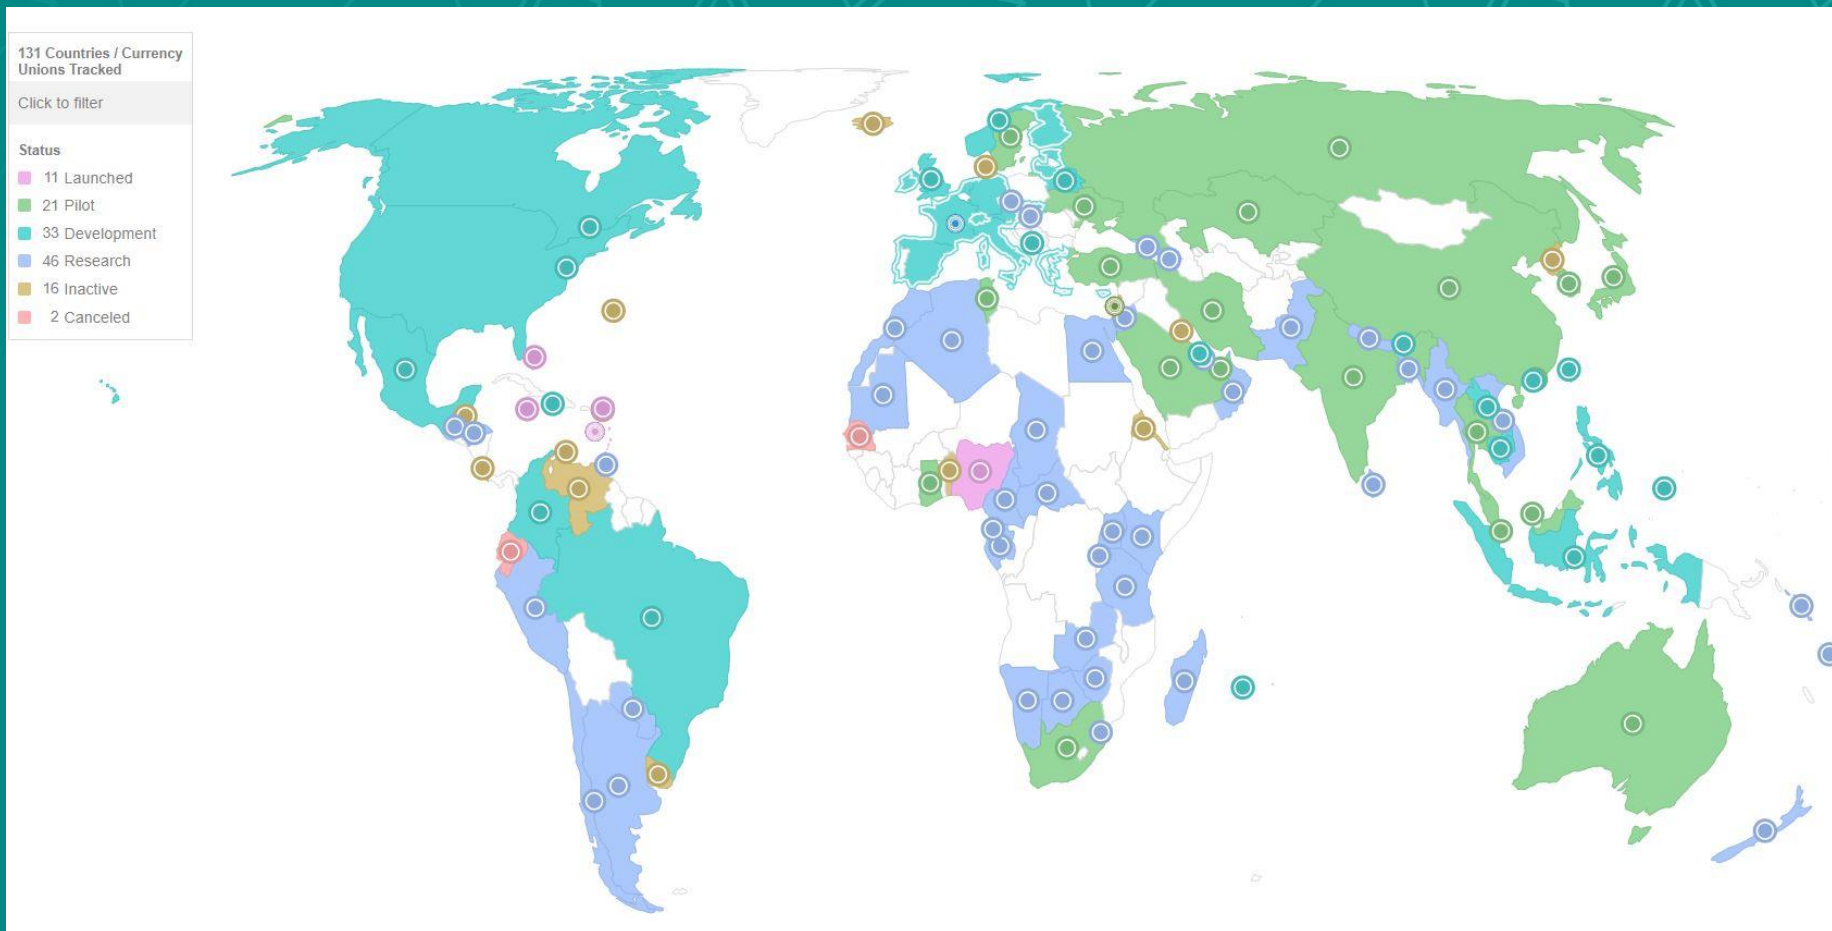 131 Countries / Currency
Unions Tracked
Click to filter
Status
11 Launched
21 Pilot
33 Development
46 Research
16 Inactive
2 Canceled